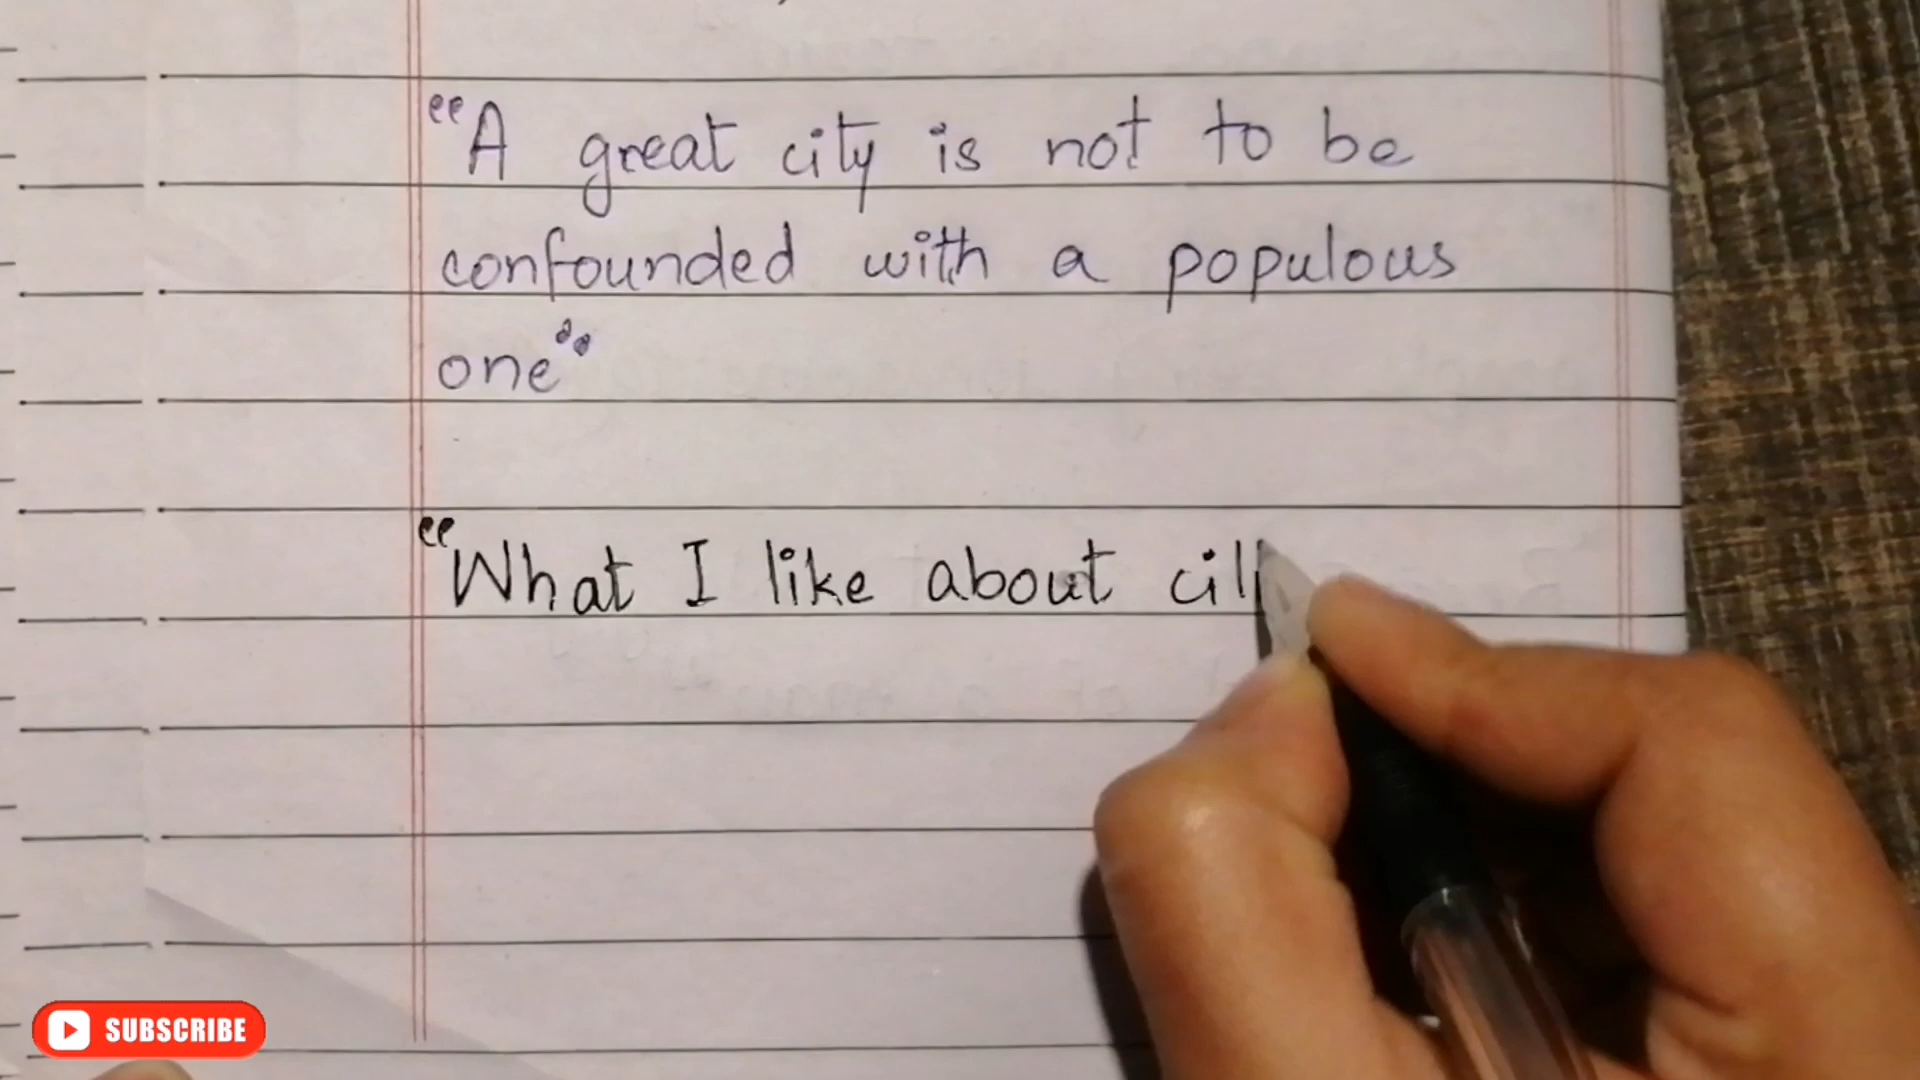 “A great city is not to be
confounded with a populous
one”
“What I like about
SUBSCRIBE